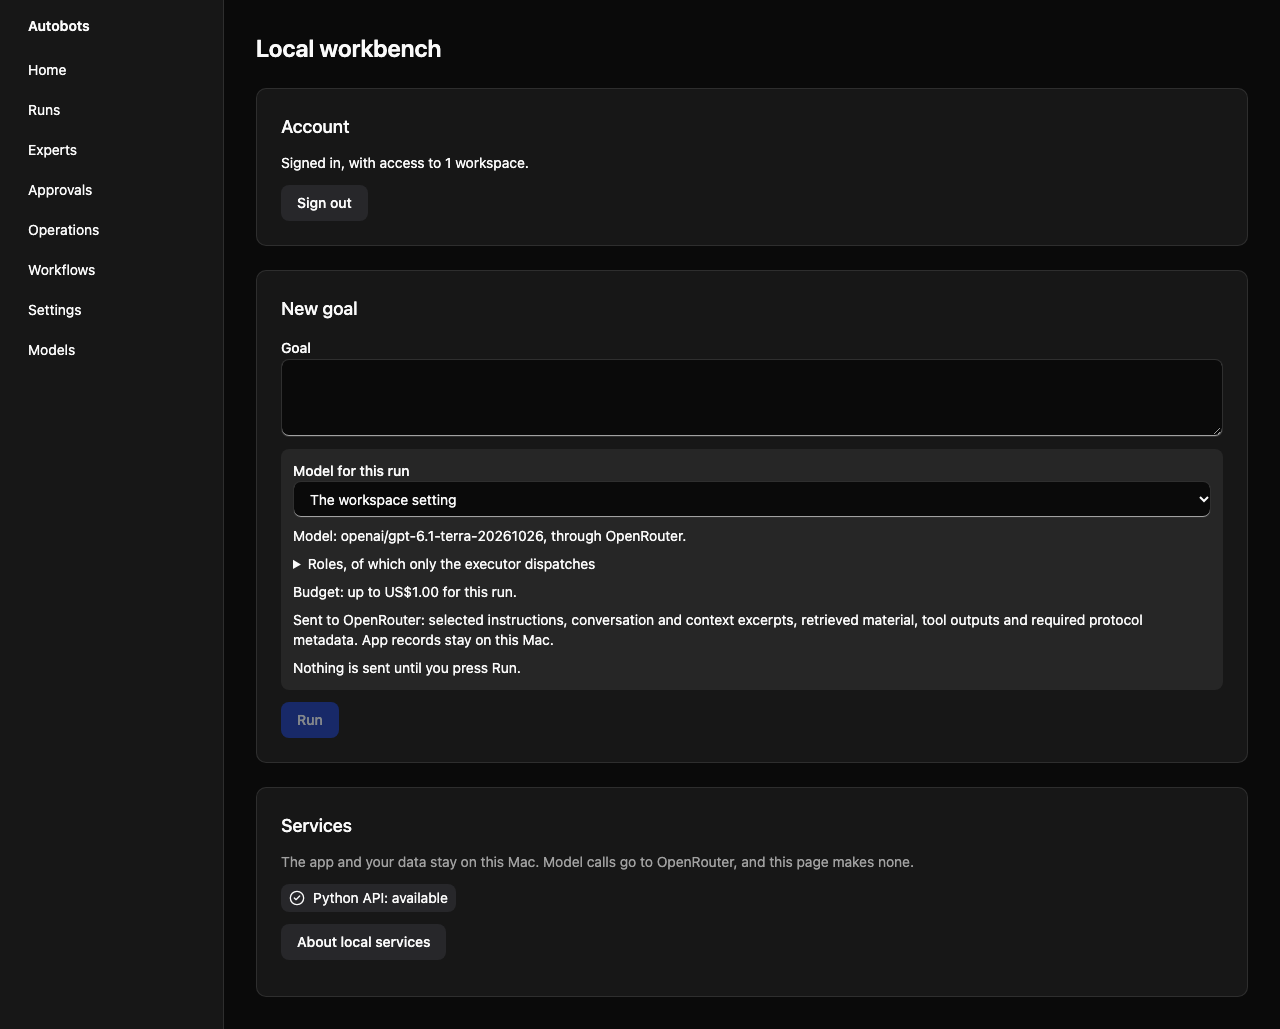 Autobots
Home
Runs
Experts
Approvals
Operations
Workflows
Settings
Models
Local workbench
Account
Signed in, with access to 1 workspace.
Sign out
New goal
Goal
Model for this run
The workspace setting
Model: openai/gpt-6.1-terra-20261026, through OpenRouter.
Roles, of which only the executor dispatches
Budget: up to US$1.00 for this run.
Sent to OpenRouter: selected instructions, conversation and context excerpts, retrieved material, tool outputs and required protocol
metadata. App records stay on this Mac.
Nothing is sent until you press Run.
Run
Services
The app and your data stay on this Mac. Model calls go to OpenRouter, and this page makes none.
Python API: available
About local services